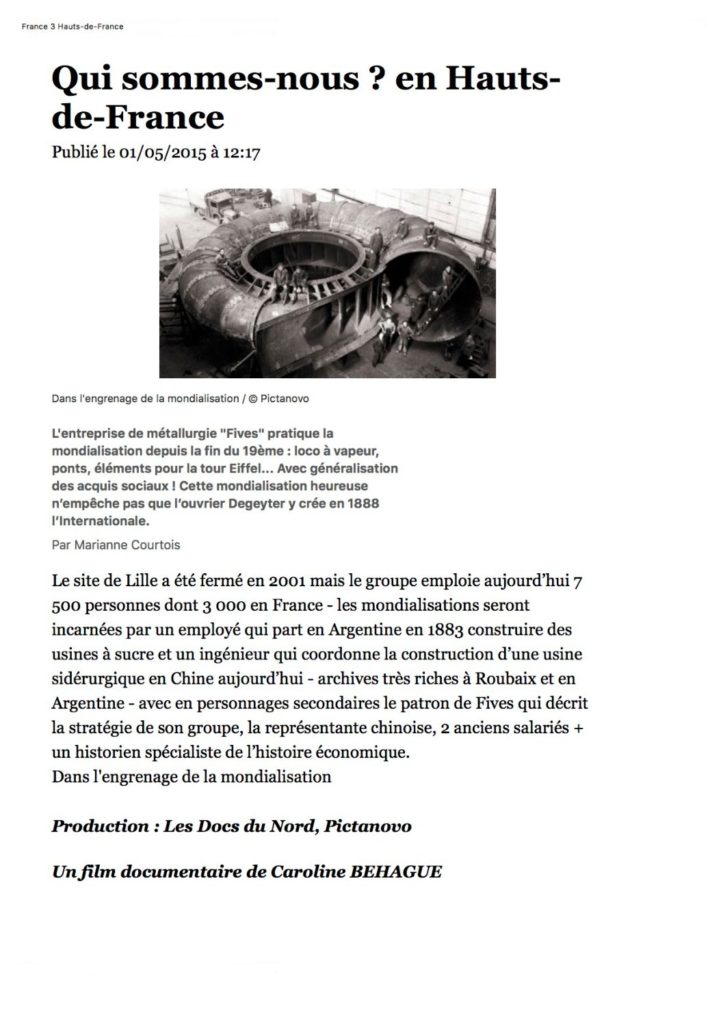 France 3 Hauts-de-France
Qui sommes-nous ? en Hauts-
de-France
Publié le 01/05/2015 à 12:17
Dans l'engrenage de la mondialisation / © Pictanovo
L'entreprise de métallurgie "Fives" pratique la
mondialisation depuis la fin du 19ème : loco à vapeur,
ponts, éléments pour la tour Eiffel... Avec généralisation
des acquis sociaux ! Cette mondialisation heureuse
n’empêche pas que l’ouvrier Degeyter y crée en 1888
l’Internationale.
Par Marianne Courtois
Le site de Lille a été fermé en 2001 mais le groupe emploie aujourd’hui 7
500 personnes dont 3 000 en France - les mondialisations seront
incarnées par un employé qui part en Argentine en 1883 construire des
usines à sucre et un ingénieur qui coordonne la construction d’une usine
sidérurgique en Chine aujourd’hui - archives très riches à Roubaix et en
Argentine - avec en personnages secondaires le patron de Fives qui décrit
la stratégie de son groupe, la représentante chinoise, 2 anciens salariés +
un historien spécialiste de l’histoire économique.
Dans l'engrenage de la mondialisation
Production : Les Docs du Nord, Pictanovo
Un film documentaire de Caroline BEHAGUE